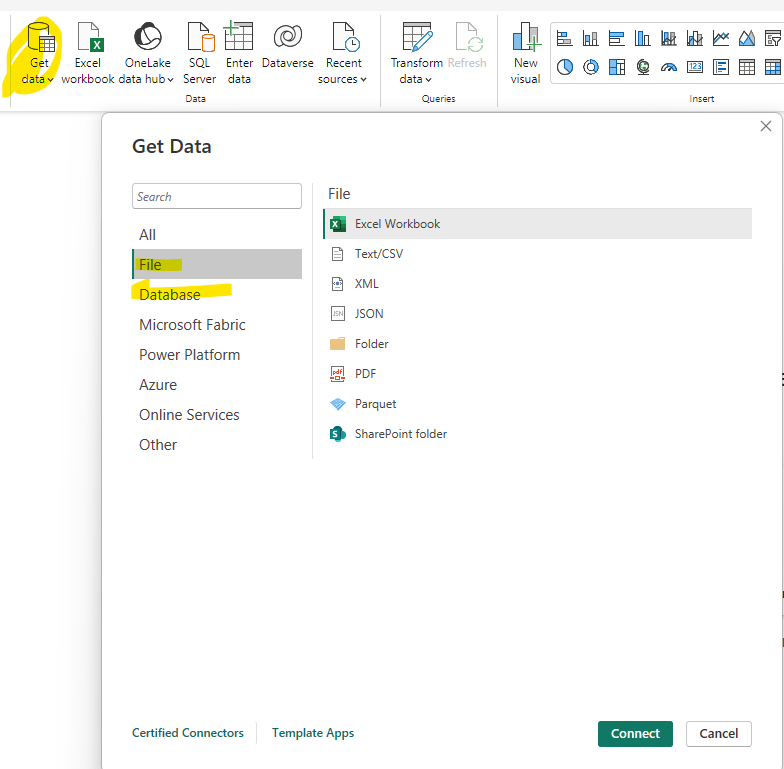 Get data
Excel workbook
OneLake data hub
SQL Server
Enter data
Dataverse
Recent sources
Transform data
Refresh
New visual
123
Data
Queries
Insert
Get Data
Search
All
File
Database
Microsoft Fabric
Power Platform
Azure
Online Services
Other
File
Excel Workbook
Text/CSV
XML
JSON
Folder
PDF
Parquet
SharePoint folder
Certified Connectors
Template Apps
Connect
Cancel